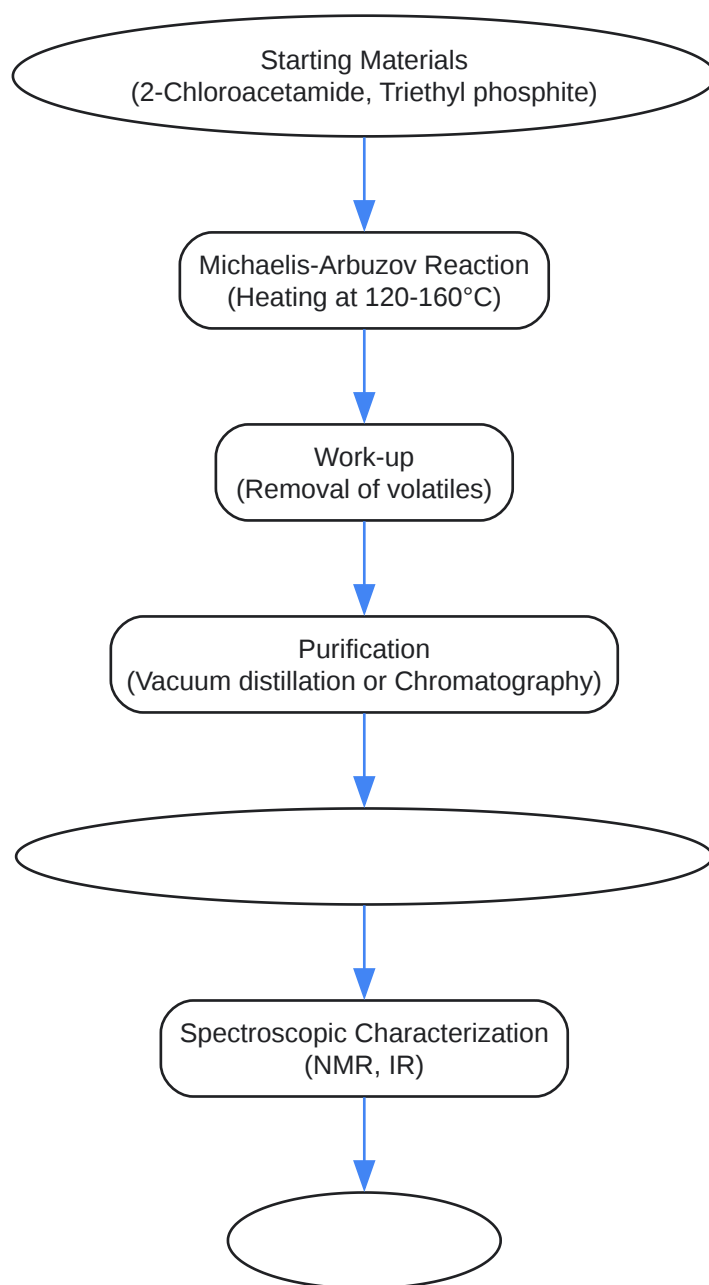 Starting Materials
(2-Chloroacetamide, Triethyl phosphite)
Michaelis-Arbuzov Reaction
(Heating at 120-160°C)
Work-up
(Removal of volatiles)
Purification
(Vacuum distillation or Chromatography)
Spectroscopic Characterization
(NMR, IR)